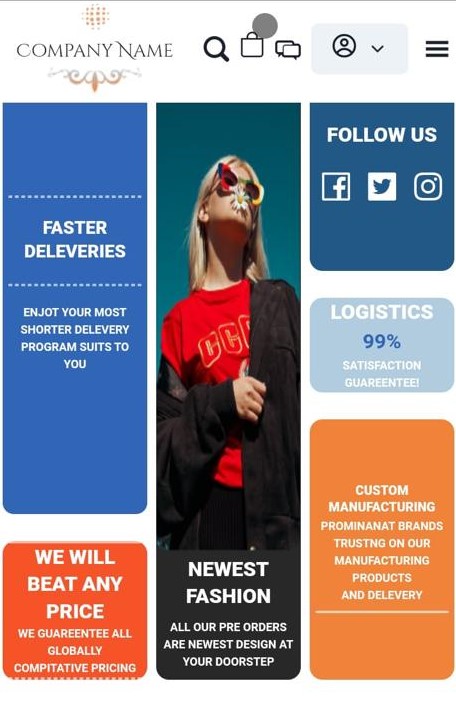 COMPANY NAME
FASTER
DELEVERIES
ENJOT YOUR MOST
SHORTER DELEVERY
PROGRAM SUITS TO
YOU
WE WILL
BEAT ANY
PRICE
WE GUAREENTEE ALL
GLOBALLY
COMPITATIVE PRICING
GCC
NEWEST
FASHION
ALL OUR PRE ORDERS
ARE NEWEST DESIGN AT
YOUR DOORSTEP
FOLLOW US
LOGISTICS
99%
SATISFACTION
GUAREENTEE!
CUSTOM
MANUFACTURING
PROMINANAT BRANDS
TRUSTNG ON OUR
MANUFACTURING
PRODUCTS
AND DELEVERY